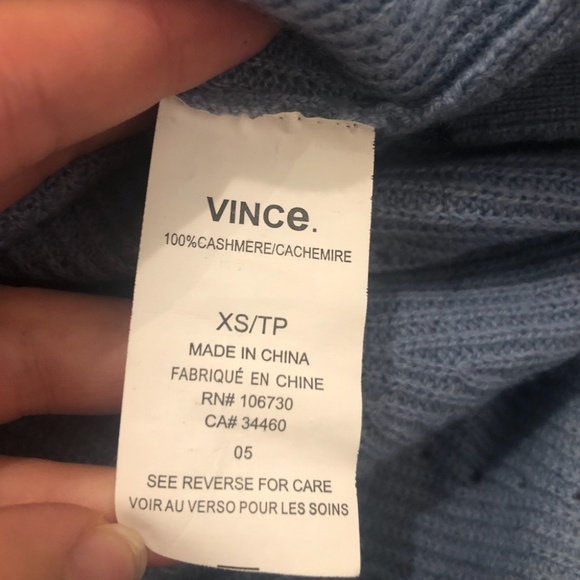 VINCe.
100%CASHMERE/CACHEMIRE
XS/TP
MADE IN CHINA
FABRIQUÉ EN CHINE
RN# 106730
CA# 34460
05
SEE REVERSE FOR CARE
VOIR AU VERSO POUR LES SOINS